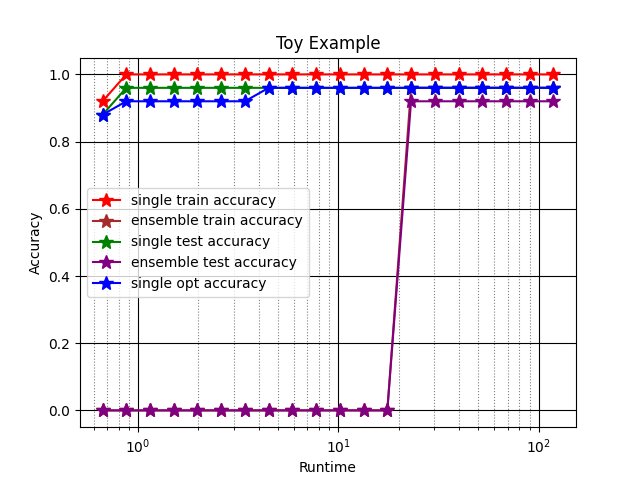 Toy Example
1.0
0.8
0.6
0.4
0.2
0.0
Accuracy
single train accuracy
ensemble train accuracy
single test accuracy
ensemble test accuracy
single opt accuracy
10⁰
10¹
10²
Runtime